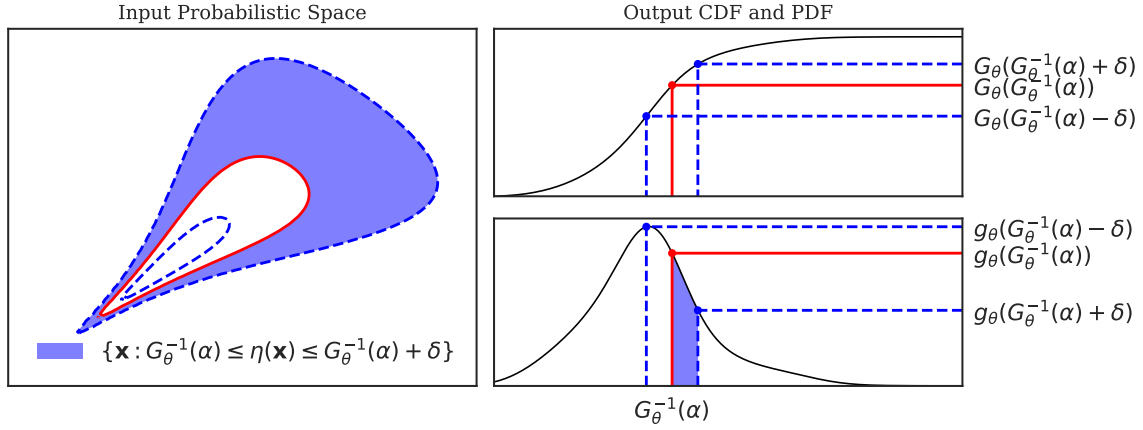 Input Probabilistic Space
{x : G_θ^{-1}(α) ≤ η(x) ≤ G_θ^{-1}(α) + δ}
Output CDF and PDF
G_θ(G_θ^{-1}(α) + δ)
G_θ(G_θ^{-1}(α))
G_θ(G_θ^{-1}(α) − δ)
g_θ(G_θ^{-1}(α) − δ)
g_θ(G_θ^{-1}(α))
g_θ(G_θ^{-1}(α) + δ)
G_θ^{-1}(α)